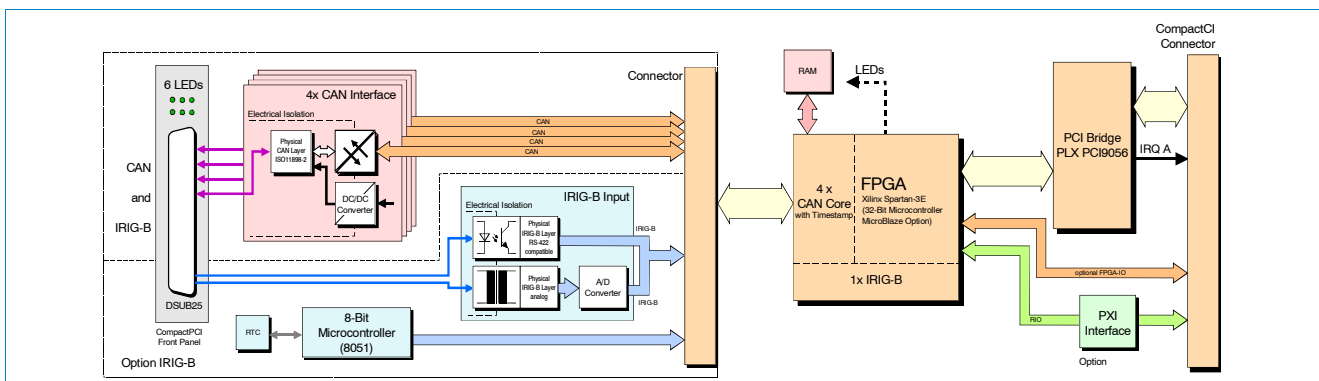 CompactCI
Connector
6 LEDs
4x CAN Interface
Electrical Isolation
Physical
CAN Layer
ISO11898-2
DC/DC
Converter
CAN
CAN
CAN
CAN
Connector
CAN
and
IRIG-B
IRIG-B Input
Electrical Isolation
Physical
IRIG-B Layer
RS-422
compatible
Physical
IRIG-B Layer
analog
A/D
Converter
IRIG-B
IRIG-B
DSUB25
CompactPCI
Front Panel
RTC
8-Bit
Microcontroller
(8051)
Option IRIG-B
RAM
LEDs
4 x
CAN Core
with Timestamp
FPGA
Xilinx Spartan-3E
(32-Bit Microcontroller
MicroBlaze Option)
1x IRIG-B
PCI Bridge
PLX PCI9056
IRQ A
optional FPGA-IO
RIO
PXI
Interface
Option